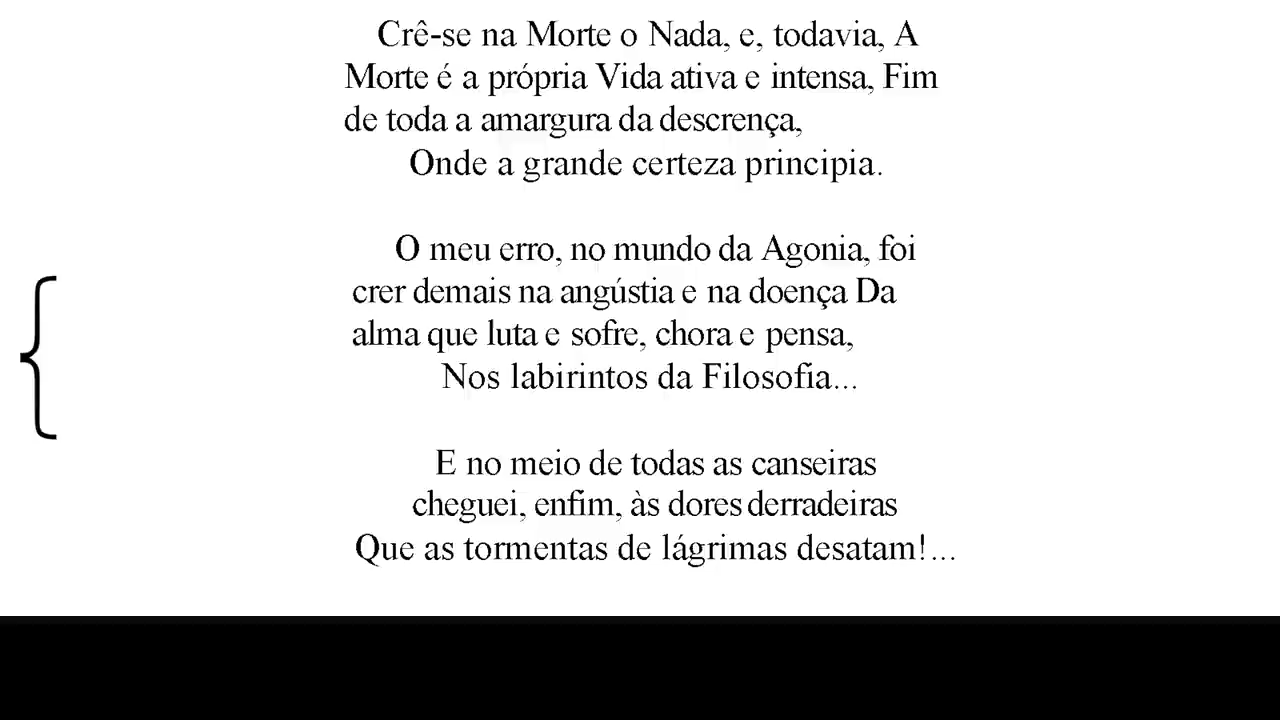 Crê-se na Morte o Nada, e, todavia, A
Morte é a própria Vida ativa e intensa, Fim
de toda a amargura da descrença,
Onde a grande certeza principia.
O meu erro, no mundo da Agonia, foi
crer demais na angústia e na doença Da
alma que luta e sofre, chora e pensa,
Nos labirintos da Filosofia...
E no meio de todas as canseiras
cheguei, enfim, às dores derradeiras
Que as tormentas de lágrimas desatam!...